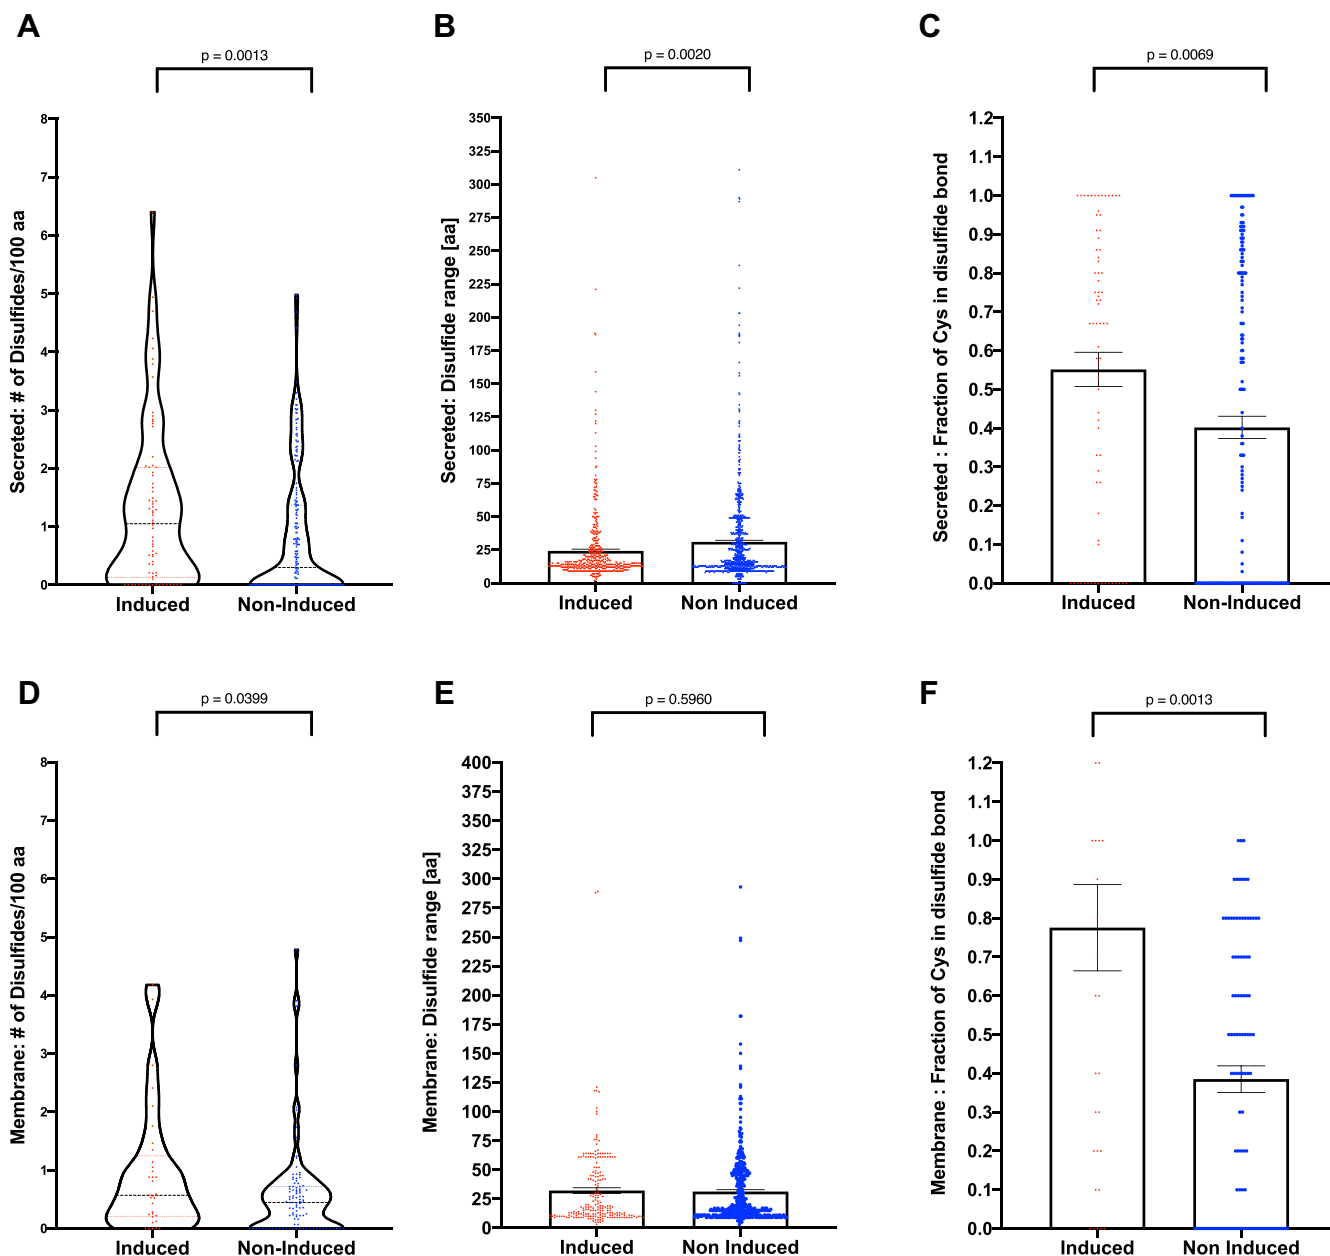 A
p = 0.0013
Secreted: # of Disulfides/100 aa
8
7
6
5
4
3
2
1
0
Induced
Non-Induced
B
p = 0.0020
Secreted: Disulfide range [aa]
350
325
300
275
250
225
200
175
150
125
100
75
50
25
0
Induced
Non Induced
C
p = 0.0069
Secreted : Fraction of Cys in disulfide bond
1.2
1.1
1.0
0.9
0.8
0.7
0.6
0.5
0.4
0.3
0.2
0.1
0.0
Induced
Non-Induced
D
p = 0.0399
Membrane: # of Disulfides/100 aa
8
7
6
5
4
3
2
1
0
Induced
Non-Induced
E
p = 0.5960
Membrane: Disulfide range [aa]
400
375
350
325
300
275
250
225
200
175
150
125
100
75
50
25
0
Induced
Non Induced
F
p = 0.0013
Membrane : Fraction of Cys in disulfide bond
1.2
1.1
1.0
0.9
0.8
0.7
0.6
0.5
0.4
0.3
0.2
0.1
0.0
Induced
Non Induced